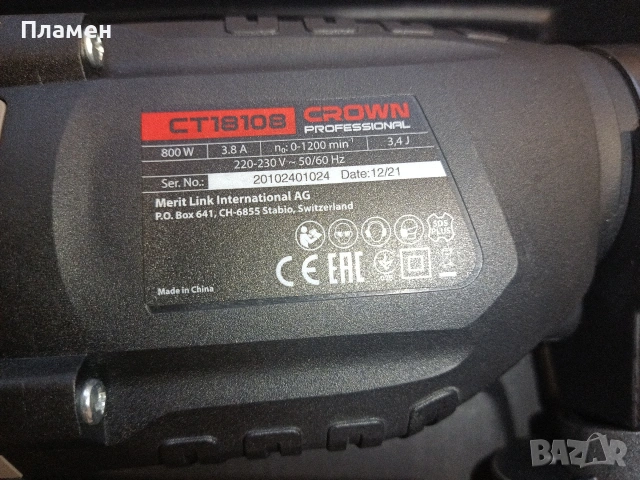 Пламен
CT18108 CROWN
PROFESSIONAL
800 W 3.8 A n₀: 0-1200 min⁻¹ 3,4 J
220-230 V ~ 50/60 Hz
Ser. No.: 20102401024 Date:12/21
Merit Link International AG
P.O. Box 641, CH-6855 Stabio, Switzerland
SDS
PLUS
CE EAC
Made in China
BAZAR